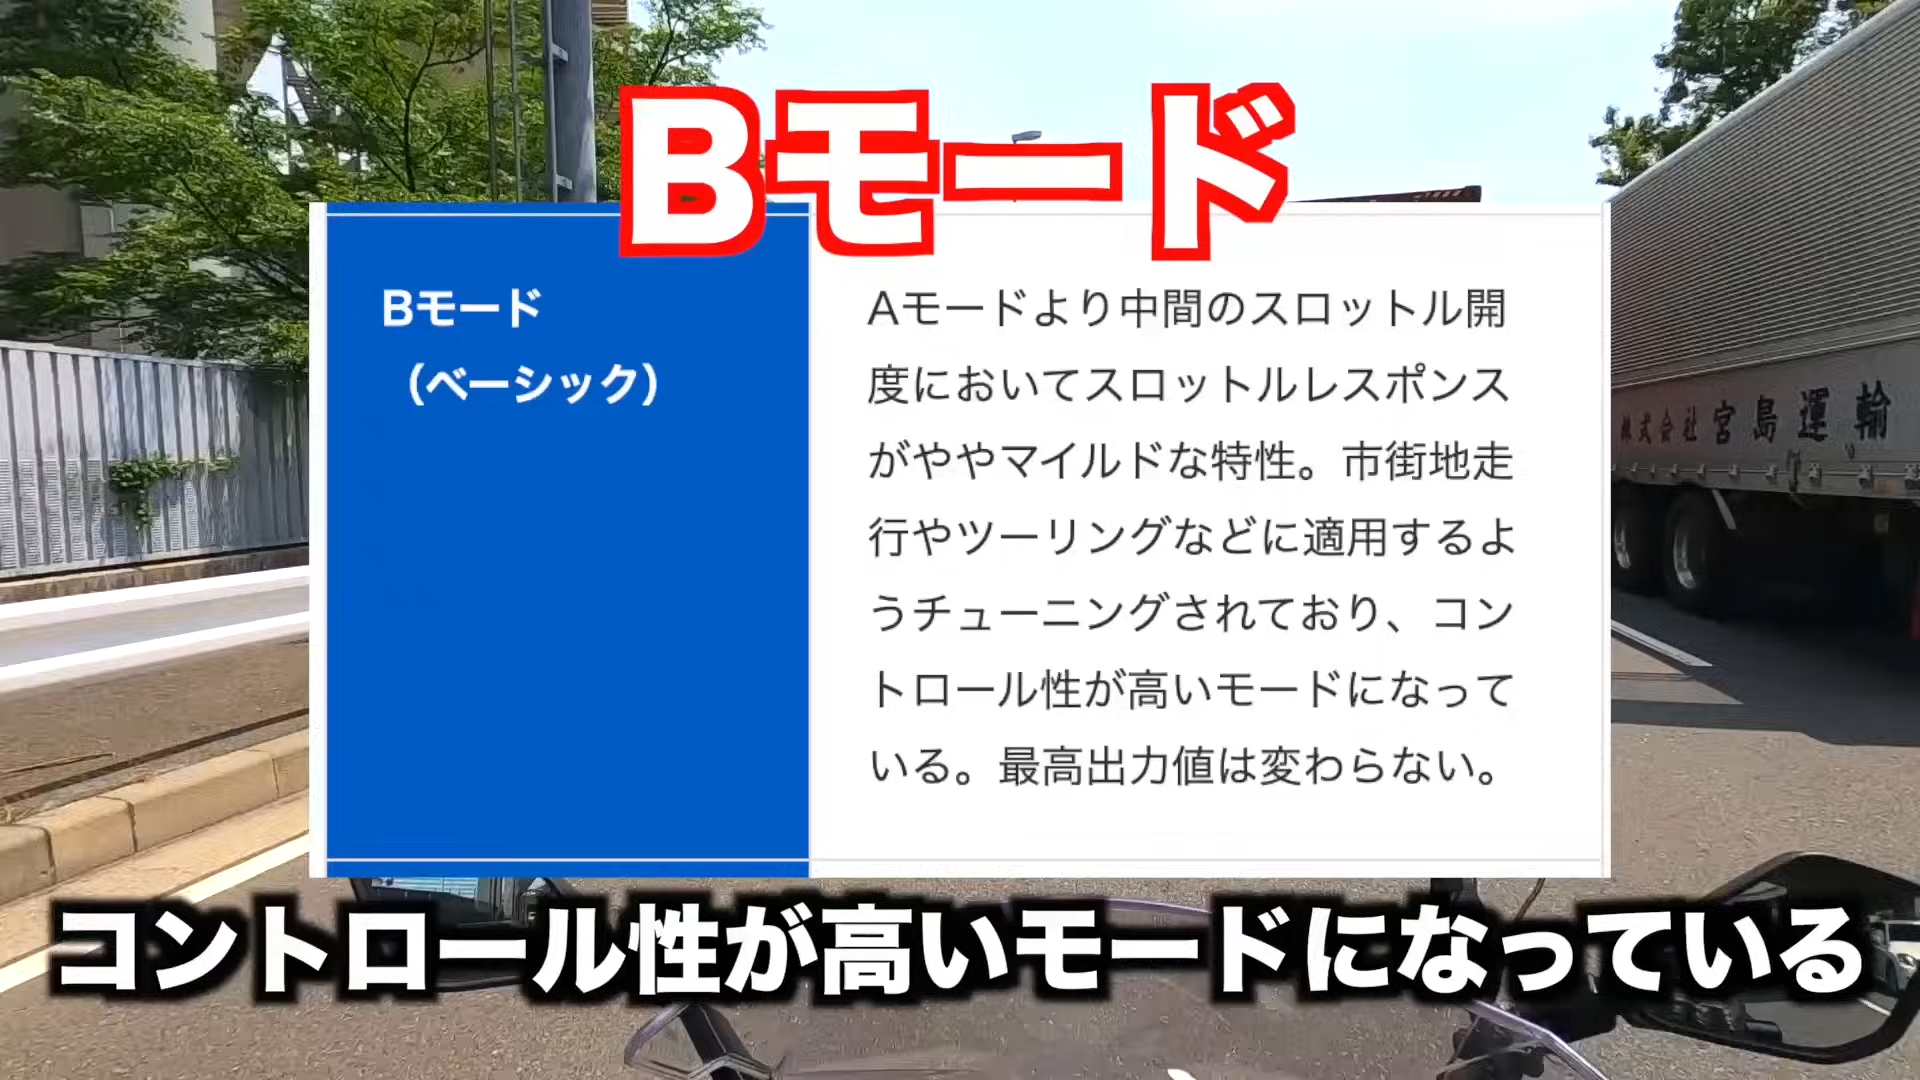 Bモード
Bモード
（ベーシック）
Aモードより中間のスロットル開
度においてスロットルレスポンス
がややマイルドな特性。市街地走
行やツーリングなどに適用するよ
うチューニングされており、コン
トロール性が高いモードになって
いる。最高出力値は変わらない。
株式会社宮島運輸
コントロール性が高いモードになっている